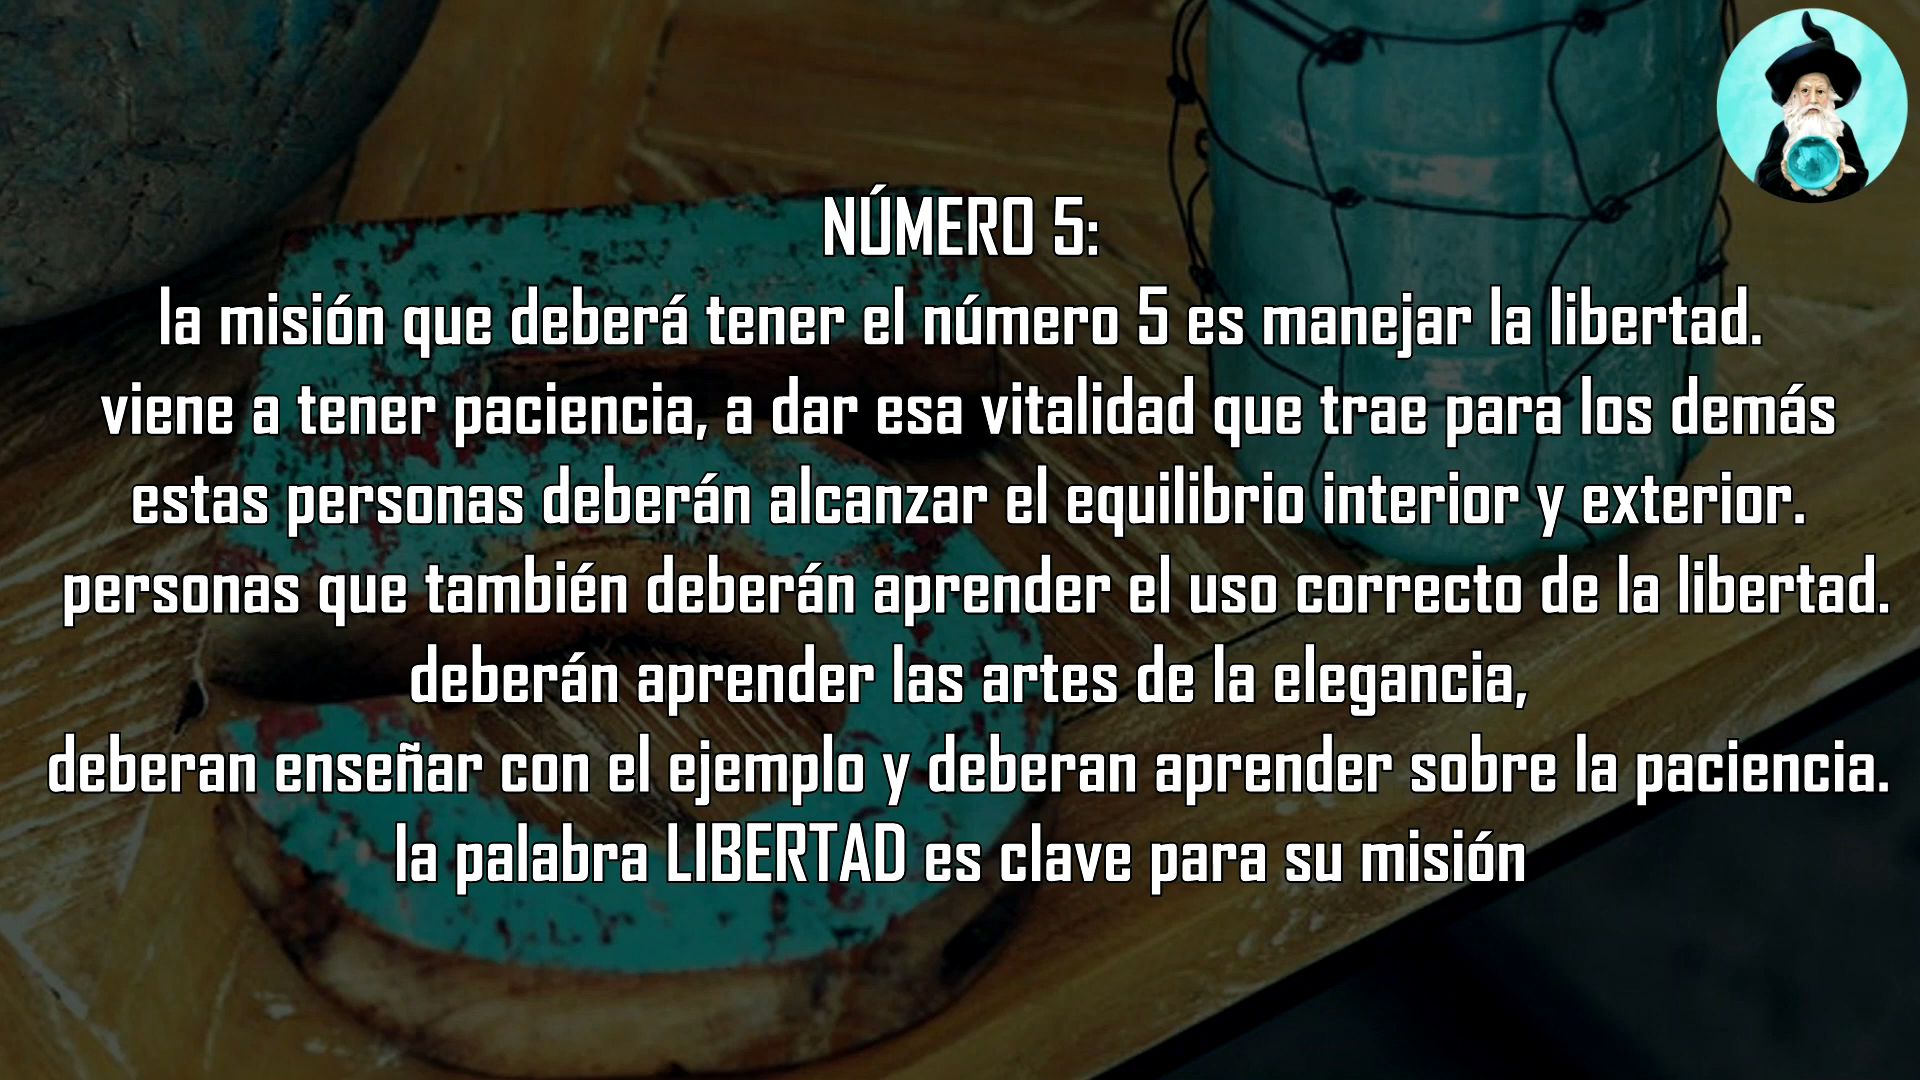 NÚMERO 5:
la misión que deberá tener el número 5 es manejar la libertad.
viene a tener paciencia, a dar esa vitalidad que trae para los demás
estas personas deberán alcanzar el equilibrio interior y exterior.
personas que también deberán aprender el uso correcto de la libertad.
deberán aprender las artes de la elegancia,
deberan enseñar con el ejemplo y deberan aprender sobre la paciencia.
la palabra LIBERTAD es clave para su misión